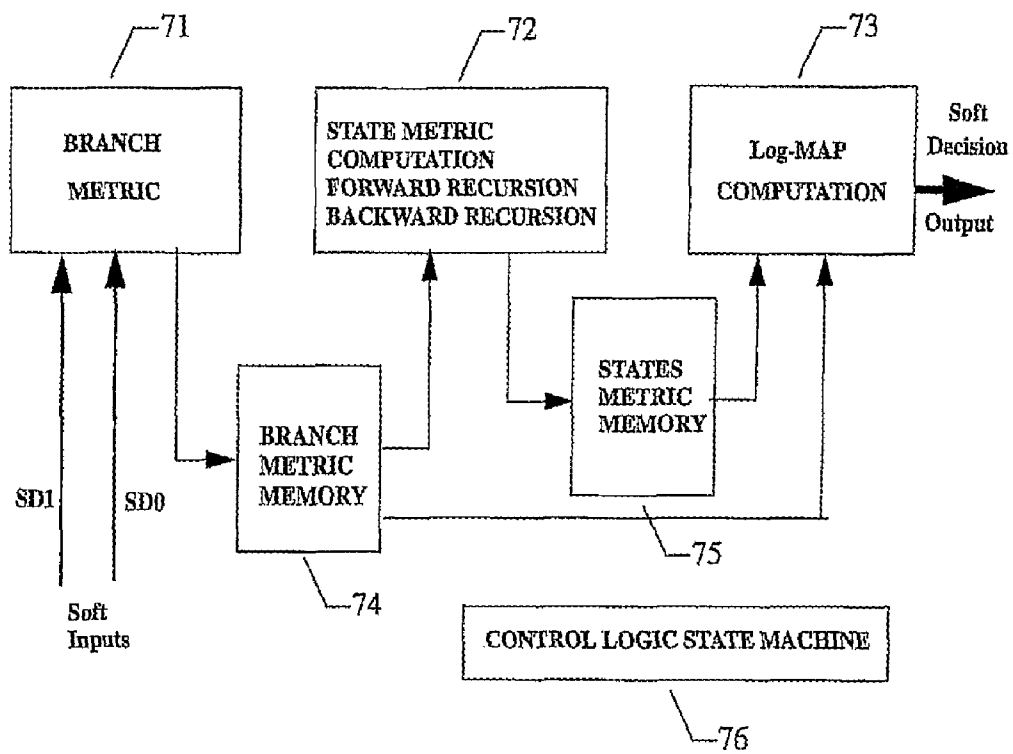 71
72
73
BRANCH
METRIC
STATE METRIC
COMPUTATION
FORWARD RECURSION
BACKWARD RECURSION
Log-MAP
COMPUTATION
Soft
Decision
Output
STATES
METRIC
MEMORY
BRANCH
METRIC
MEMORY
SD1
SD0
75
74
Soft
Inputs
CONTROL LOGIC STATE MACHINE
76